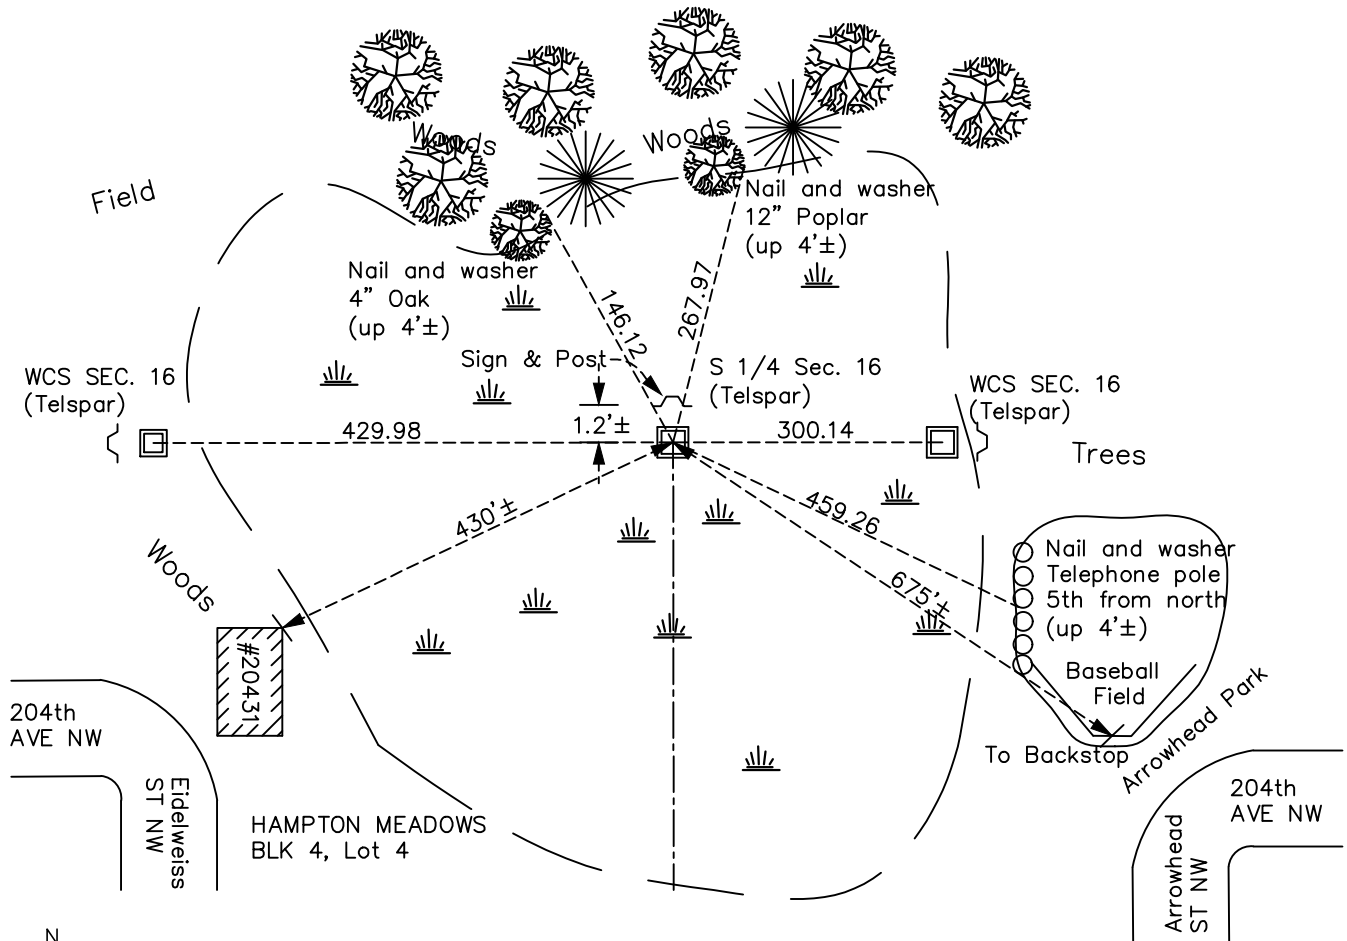 Woods
Woods
Field
Nail and washer
12" Poplar
(up 4'±)
Nail and washer
4" Oak
(up 4'±)
146.12
267.97
Sign & Post
S 1/4 Sec. 16
(Telspar)
WCS SEC. 16
(Telspar)
WCS SEC. 16
(Telspar)
429.98
1.2'±
300.14
Trees
430'±
459.26
675'±
Woods
Nail and washer
Telephone pole
5th from north
(up 4'±)
#20431
Baseball
Field
Arrowhead Park
To Backstop
204th
AVE NW
Eidelweiss
ST NW
HAMPTON MEADOWS
BLK 4, Lot 4
204th
AVE NW
Arrowhead
ST NW
N